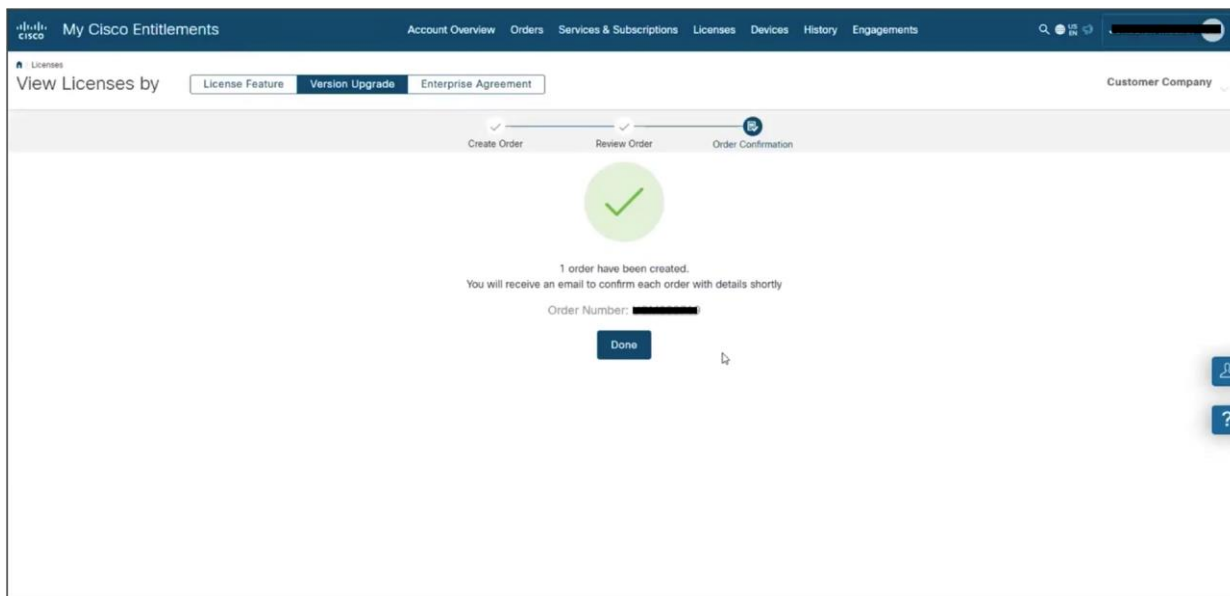 CISCO
My Cisco Entitlements
Account Overview Orders Services & Subscriptions Licenses Devices History Engagements
US
EN
Licenses
View Licenses by
License Feature Version Upgrade Enterprise Agreement
Customer Company
Create Order Review Order Order Confirmation
1 order have been created.
You will receive an email to confirm each order with details shortly
Order Number:
Done
?